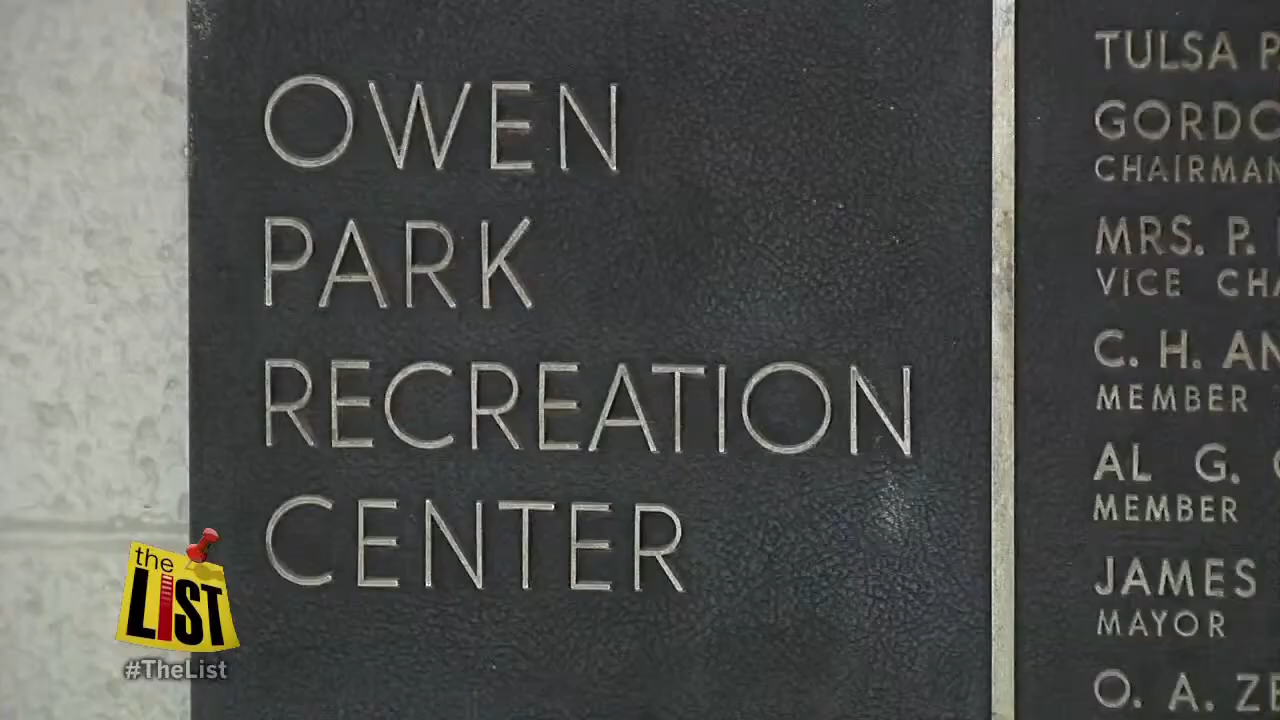 OWEN
PARK
RECREATION
CENTER
TULSA
CHAIRMAN
MRS. P.
VICE
C. H.
MEMBER
AL G.
MEMBER
JAMES
MAYOR
O. A.
the
LIST
#TheList